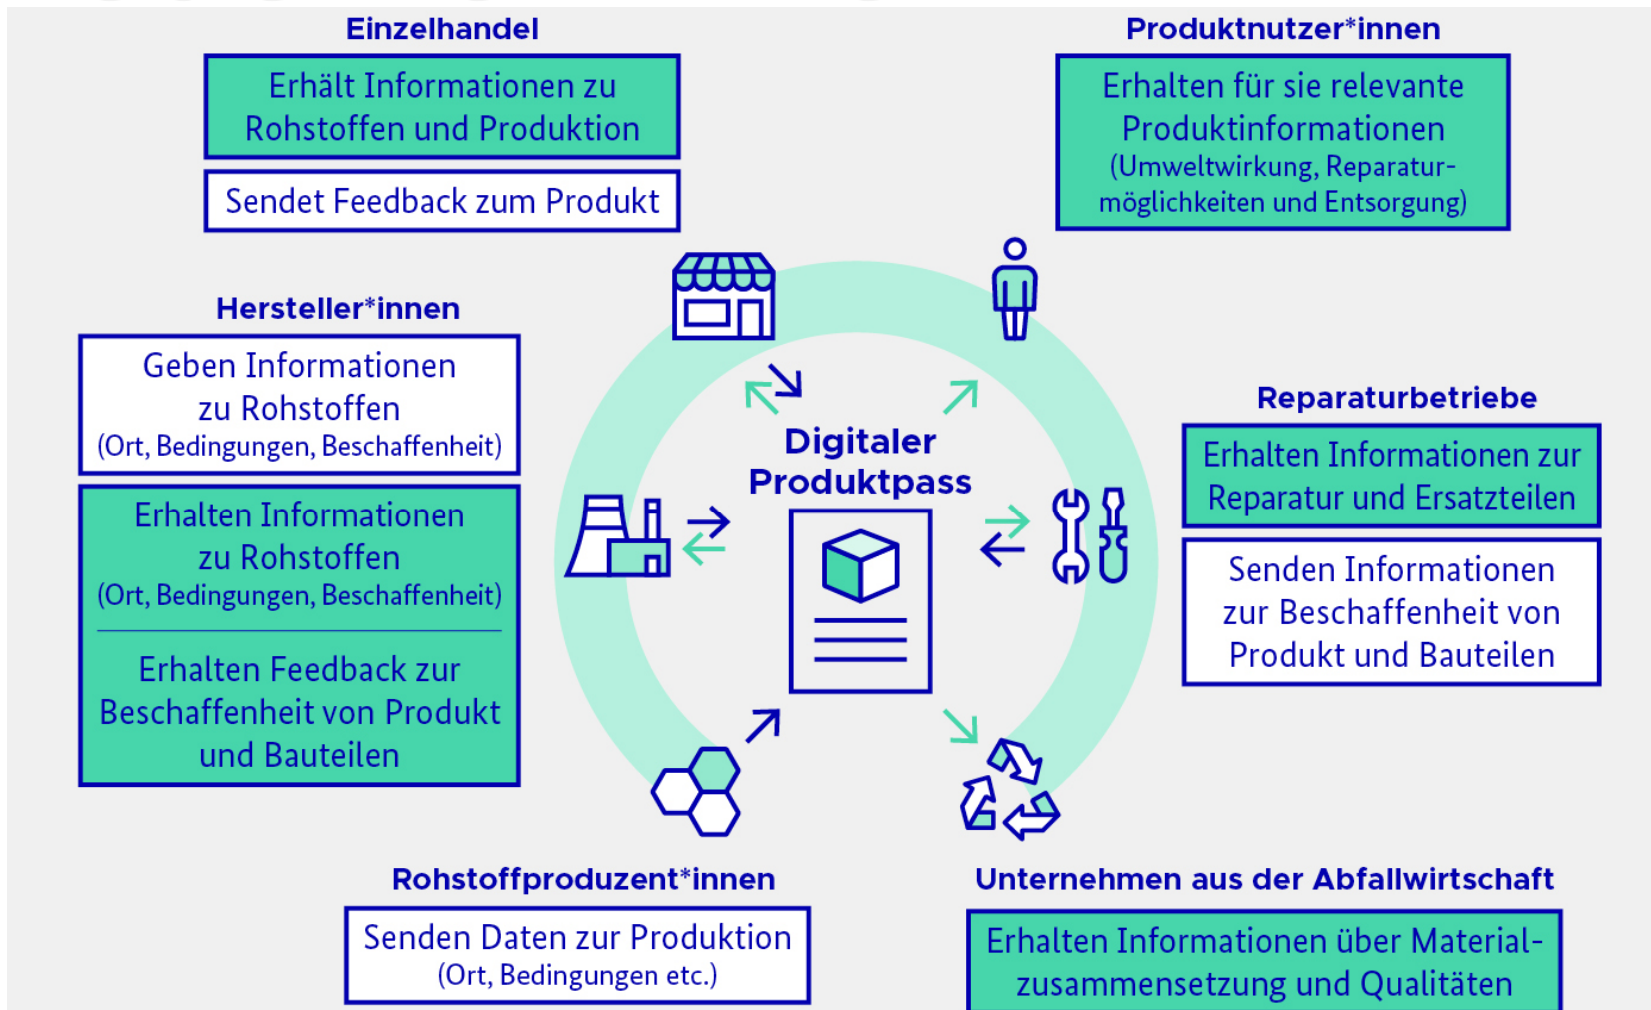 Einzelhandel
Erhält Informationen zu
Rohstoffen und Produktion
Sendet Feedback zum Produkt
Produktnutzer*innen
Erhalten für sie relevante
Produktinformationen
(Umweltwirkung, Reparatur-
möglichkeiten und Entsorgung)
Hersteller*innen
Geben Informationen
zu Rohstoffen
(Ort, Bedingungen, Beschaffenheit)
Erhalten Informationen
zu Rohstoffen
(Ort, Bedingungen, Beschaffenheit)
Erhalten Feedback zur
Beschaffenheit von Produkt
und Bauteilen
Digitaler
Produktpass
Reparaturbetriebe
Erhalten Informationen zur
Reparatur und Ersatzteilen
Senden Informationen
zur Beschaffenheit von
Produkt und Bauteilen
Rohstoffproduzent*innen
Senden Daten zur Produktion
(Ort, Bedingungen etc.)
Unternehmen aus der Abfallwirtschaft
Erhalten Informationen über Material-
zusammensetzung und Qualitäten